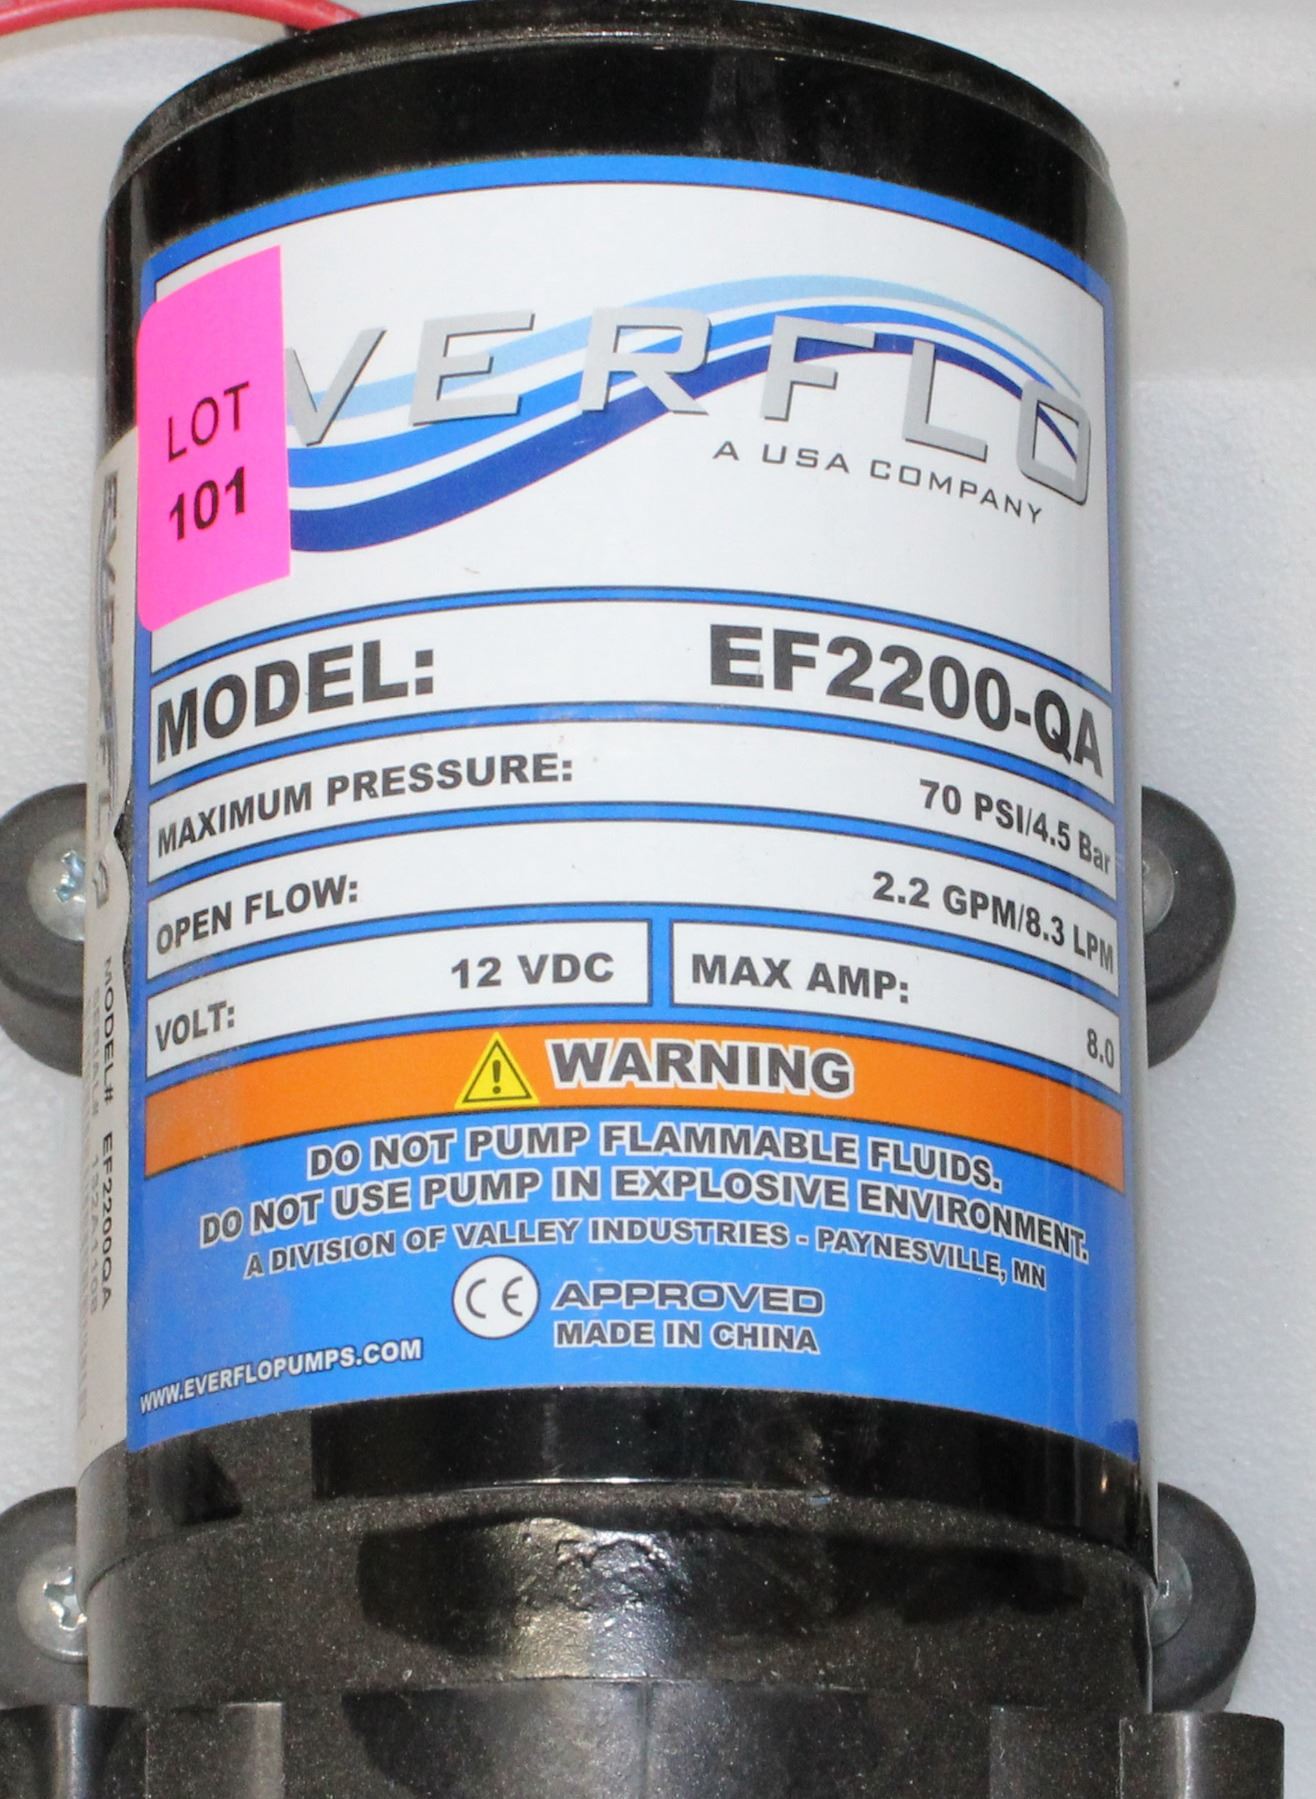 VERFLO
A USA COMPANY
LOT
101
MODEL: EF2200-QA
MAXIMUM PRESSURE: 70 PSI/4.5 Bar
OPEN FLOW: 2.2 GPM/8.3 LPM
VOLT: 12 VDC MAX AMP: 8.0
WARNING
DO NOT PUMP FLAMMABLE FLUIDS.
DO NOT USE PUMP IN EXPLOSIVE ENVIRONMENT.
A DIVISION OF VALLEY INDUSTRIES - PAYNESVILLE, MN
CE APPROVED
MADE IN CHINA
WWW.EVERFLOPUMPS.COM
MODEL# EF2200QA
SERIAL#